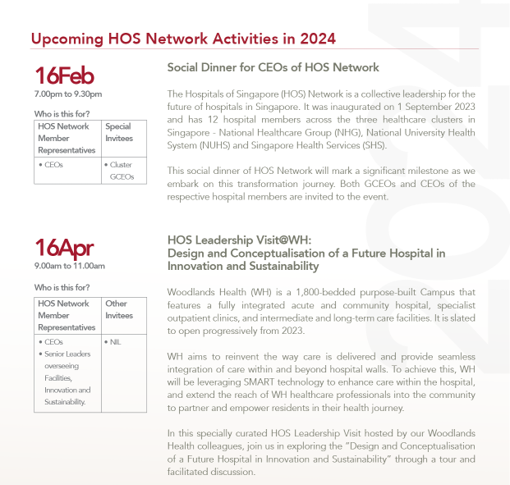 Upcoming HOS Network Activities in 2024
16Feb
7.00pm to 9.30pm
Who is this for?
HOS Network
Member
Representatives
Special
Invitees
• CEOs
• Cluster
GCEOs
Social Dinner for CEOs of HOS Network
The Hospitals of Singapore (HOS) Network is a collective leadership for the
future of hospitals in Singapore. It was inaugurated on 1 September 2023
and has 12 hospital members across the three healthcare clusters in
Singapore - National Healthcare Group (NHG), National University Health
System (NUHS) and Singapore Health Services (SHS).
This social dinner of HOS Network will mark a significant milestone as we
embark on this transformation journey. Both GCEOs and CEOs of the
respective hospital members are invited to the event.
16Apr
9.00am to 11.00am
Who is this for?
HOS Network
Member
Representatives
Other
Invitees
• CEOs
• Senior Leaders
overseeing
Facilities,
Innovation and
Sustainability.
• NIL
HOS Leadership Visit@WH:
Design and Conceptualisation of a Future Hospital in
Innovation and Sustainability
Woodlands Health (WH) is a 1,800-bedded purpose-built Campus that
features a fully integrated acute and community hospital, specialist
outpatient clinics, and intermediate and long-term care facilities. It is slated
to open progressively from 2023.
WH aims to reinvent the way care is delivered and provide seamless
integration of care within and beyond hospital walls. To achieve this, WH
will be leveraging SMART technology to enhance care within the hospital,
and extend the reach of WH healthcare professionals into the community
to partner and empower residents in their health journey.
In this specially curated HOS Leadership Visit hosted by our Woodlands
Health colleagues, join us in exploring the "Design and Conceptualisation
of a Future Hospital in Innovation and Sustainability" through a tour and
facilitated discussion.
2024